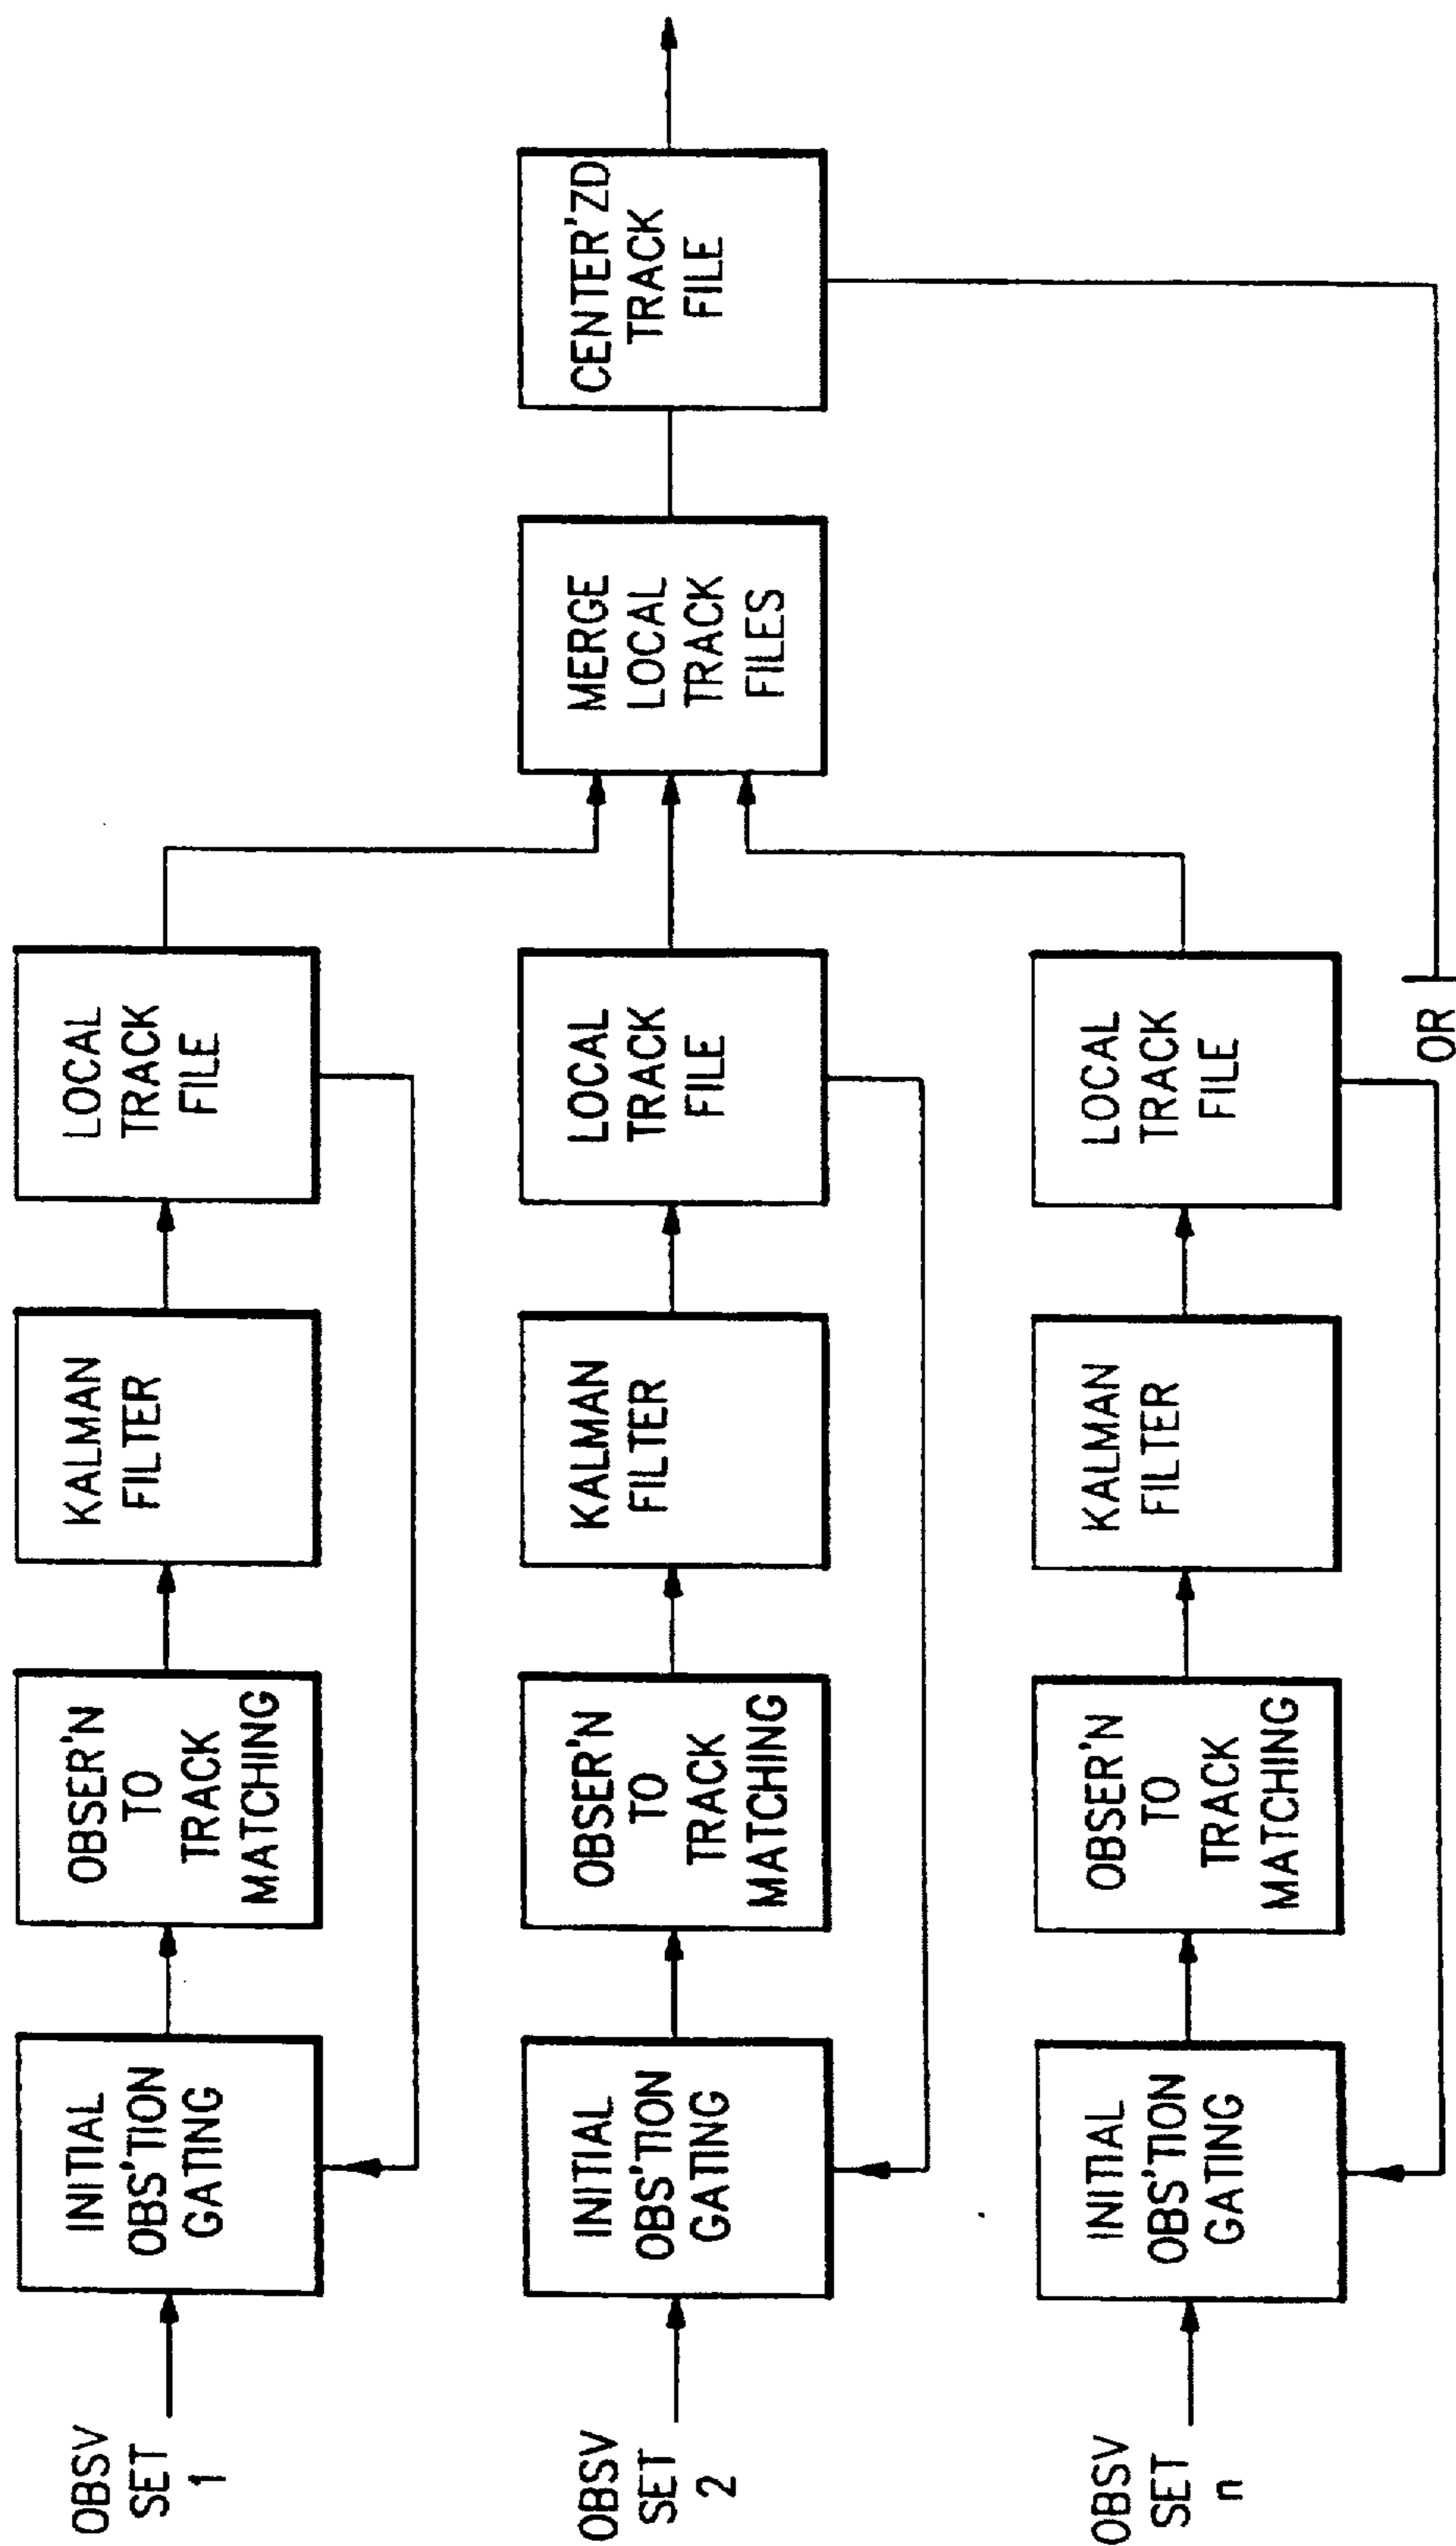 OBSV
SET
1
INITIAL
OBS'TION
GATING
OBSER'N
TO
TRACK
MATCHING
KALMAN
FILTER
LOCAL
TRACK
FILE
OBSV
SET
2
INITIAL
OBS'TION
GATING
OBSER'N
TO
TRACK
MATCHING
KALMAN
FILTER
LOCAL
TRACK
FILE
MERGE
LOCAL
TRACK
FILES
CENTER'ZD
TRACK
FILE
OBSV
SET
n
INITIAL
OBS'TION
GATING
OBSER'N
TO
TRACK
MATCHING
KALMAN
FILTER
LOCAL
TRACK
FILE
OR